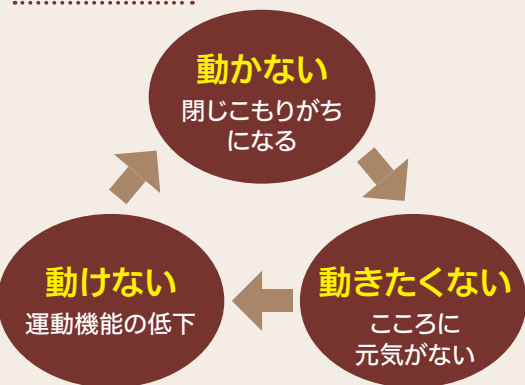 動かない
閉じこもりがち
になる
動きたくない
こころに
元気がない
動けない
運動機能の低下